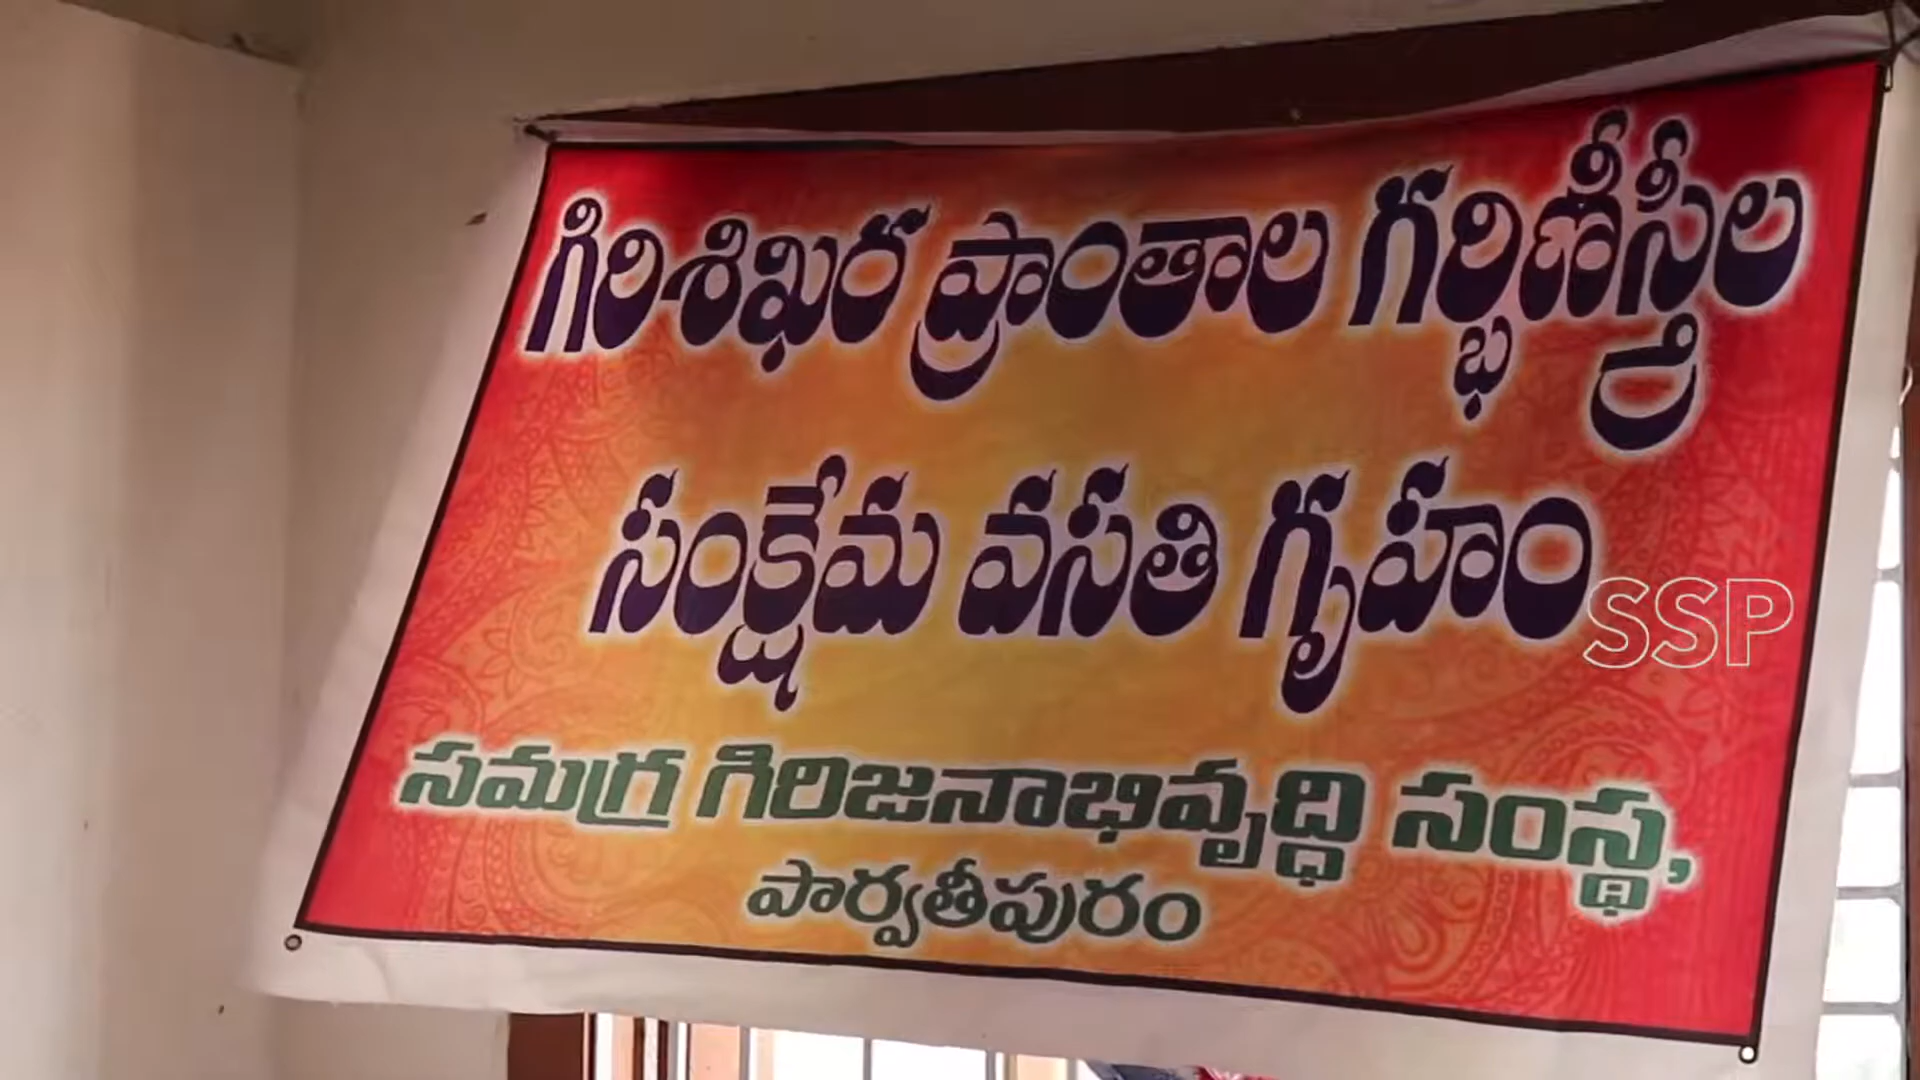 గిరిశిఖర ప్రాంతాల గర్భిణీస్త్రీల
సంక్షేమ వసతి గృహం
SSP
సమగ్ర గిరిజనాభివృద్ధి సంస్థ,
పార్వతీపురం